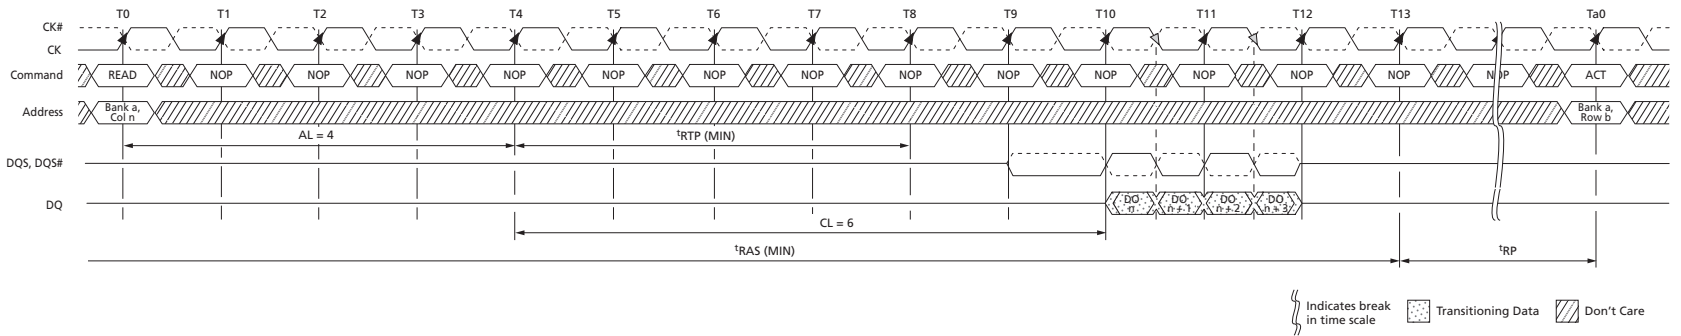 T0 T1 T2 T3 T4 T5 T6 T7 T8 T9 T10 T11 T12 T13 Ta0
CK#
CK
Command READ NOP NOP NOP NOP NOP NOP NOP NOP NOP NOP NOP NOP NOP NOP ACT
Address Bank a, Col n Bank a, Row b
AL = 4 tRTP (MIN)
DQS, DQS#
DQ DO n DO n + 1 DO n + 2 DO n + 3
CL = 6
tRAS (MIN) tRP
Indicates break
in time scale
Transitioning Data
Don't Care